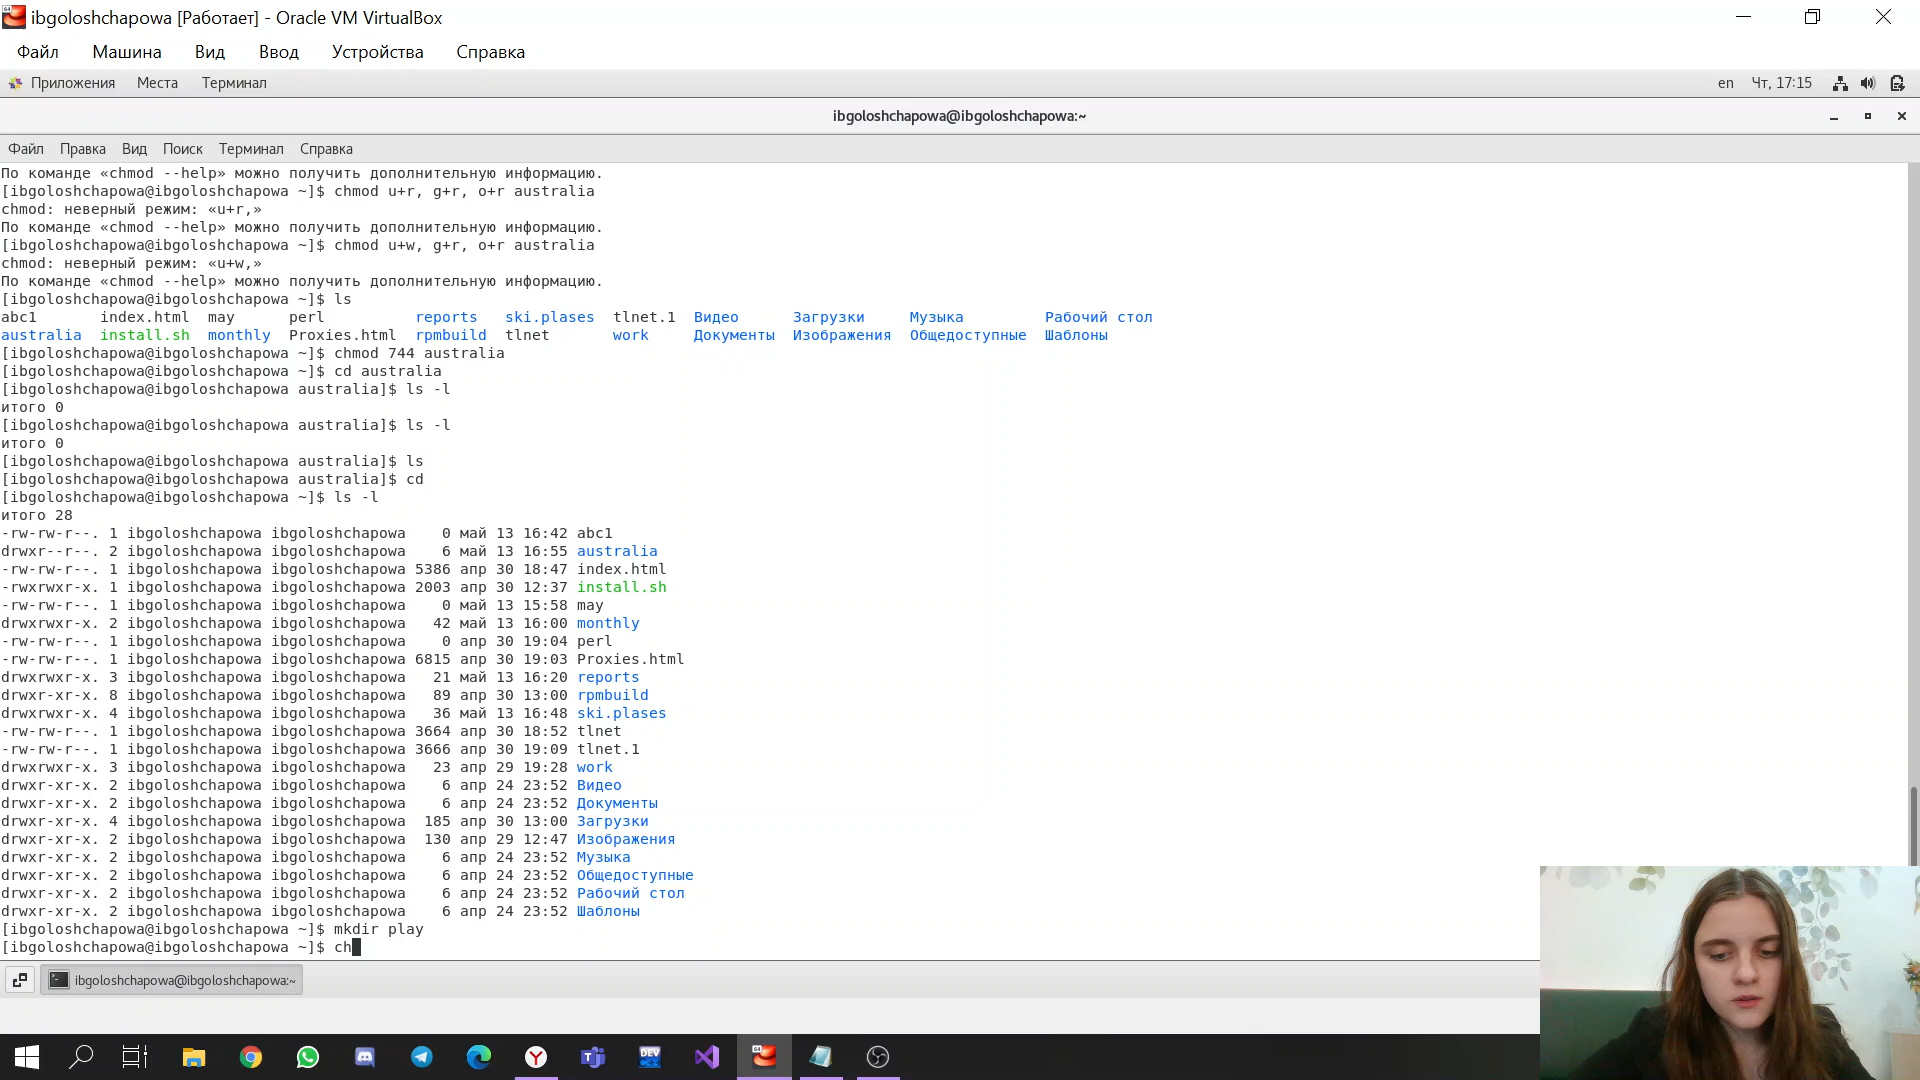 ibgoloshchapowa [Работает] - Oracle VM VirtualBox
Файл Машина Вид Ввод Устройства Справка
Приложения Места Терминал en Чт, 17:15
ibgoloshchapowa@ibgoloshchapowa:~
Файл Правка Вид Поиск Терминал Справка
По команде «chmod --help» можно получить дополнительную информацию.
[ibgoloshchapowa@ibgoloshchapowa ~]$ chmod u+r, g+r, o+r australia
chmod: неверный режим: «u+r,»
По команде «chmod --help» можно получить дополнительную информацию.
[ibgoloshchapowa@ibgoloshchapowa ~]$ chmod u+w, g+r, o+r australia
chmod: неверный режим: «u+w,»
По команде «chmod --help» можно получить дополнительную информацию.
[ibgoloshchapowa@ibgoloshchapowa ~]$ ls
abc1 index.html may perl reports ski.plases tlnet.1 Видео Загрузки Музыка Рабочий стол
australia install.sh monthly Proxies.html rpmbuild tlnet work Документы Изображения Общедоступные Шаблоны
[ibgoloshchapowa@ibgoloshchapowa ~]$ chmod 744 australia
[ibgoloshchapowa@ibgoloshchapowa ~]$ cd australia
[ibgoloshchapowa@ibgoloshchapowa australia]$ ls -l
итого 0
[ibgoloshchapowa@ibgoloshchapowa australia]$ ls -l
итого 0
[ibgoloshchapowa@ibgoloshchapowa australia]$ ls
[ibgoloshchapowa@ibgoloshchapowa australia]$ cd
[ibgoloshchapowa@ibgoloshchapowa ~]$ ls -l
итого 28
-rw-rw-r--. 1 ibgoloshchapowa ibgoloshchapowa 0 май 13 16:42 abc1
drwxr--r--. 2 ibgoloshchapowa ibgoloshchapowa 6 май 13 16:55 australia
-rw-rw-r--. 1 ibgoloshchapowa ibgoloshchapowa 5386 апр 30 18:47 index.html
-rwxrwxr-x. 1 ibgoloshchapowa ibgoloshchapowa 2003 апр 30 12:37 install.sh
-rw-rw-r--. 1 ibgoloshchapowa ibgoloshchapowa 0 май 13 15:58 may
drwxrwxr-x. 2 ibgoloshchapowa ibgoloshchapowa 42 май 13 16:00 monthly
-rw-rw-r--. 1 ibgoloshchapowa ibgoloshchapowa 0 апр 30 19:04 perl
-rw-rw-r--. 1 ibgoloshchapowa ibgoloshchapowa 6815 апр 30 19:03 Proxies.html
drwxrwxr-x. 3 ibgoloshchapowa ibgoloshchapowa 21 май 13 16:20 reports
drwxr-xr-x. 8 ibgoloshchapowa ibgoloshchapowa 89 апр 30 13:00 rpmbuild
drwxrwxr-x. 4 ibgoloshchapowa ibgoloshchapowa 36 май 13 16:48 ski.plases
-rw-rw-r--. 1 ibgoloshchapowa ibgoloshchapowa 3664 апр 30 18:52 tlnet
-rw-rw-r--. 1 ibgoloshchapowa ibgoloshchapowa 3666 апр 30 19:09 tlnet.1
drwxrwxr-x. 3 ibgoloshchapowa ibgoloshchapowa 23 апр 29 19:28 work
drwxr-xr-x. 2 ibgoloshchapowa ibgoloshchapowa 6 апр 24 23:52 Видео
drwxr-xr-x. 2 ibgoloshchapowa ibgoloshchapowa 6 апр 24 23:52 Документы
drwxr-xr-x. 4 ibgoloshchapowa ibgoloshchapowa 185 апр 30 13:00 Загрузки
drwxr-xr-x. 2 ibgoloshchapowa ibgoloshchapowa 130 апр 29 12:47 Изображения
drwxr-xr-x. 2 ibgoloshchapowa ibgoloshchapowa 6 апр 24 23:52 Музыка
drwxr-xr-x. 2 ibgoloshchapowa ibgoloshchapowa 6 апр 24 23:52 Общедоступные
drwxr-xr-x. 2 ibgoloshchapowa ibgoloshchapowa 6 апр 24 23:52 Рабочий стол
drwxr-xr-x. 2 ibgoloshchapowa ibgoloshchapowa 6 апр 24 23:52 Шаблоны
[ibgoloshchapowa@ibgoloshchapowa ~]$ mkdir play
[ibgoloshchapowa@ibgoloshchapowa ~]$ ch
ibgoloshchapowa@ibgoloshchapowa:~